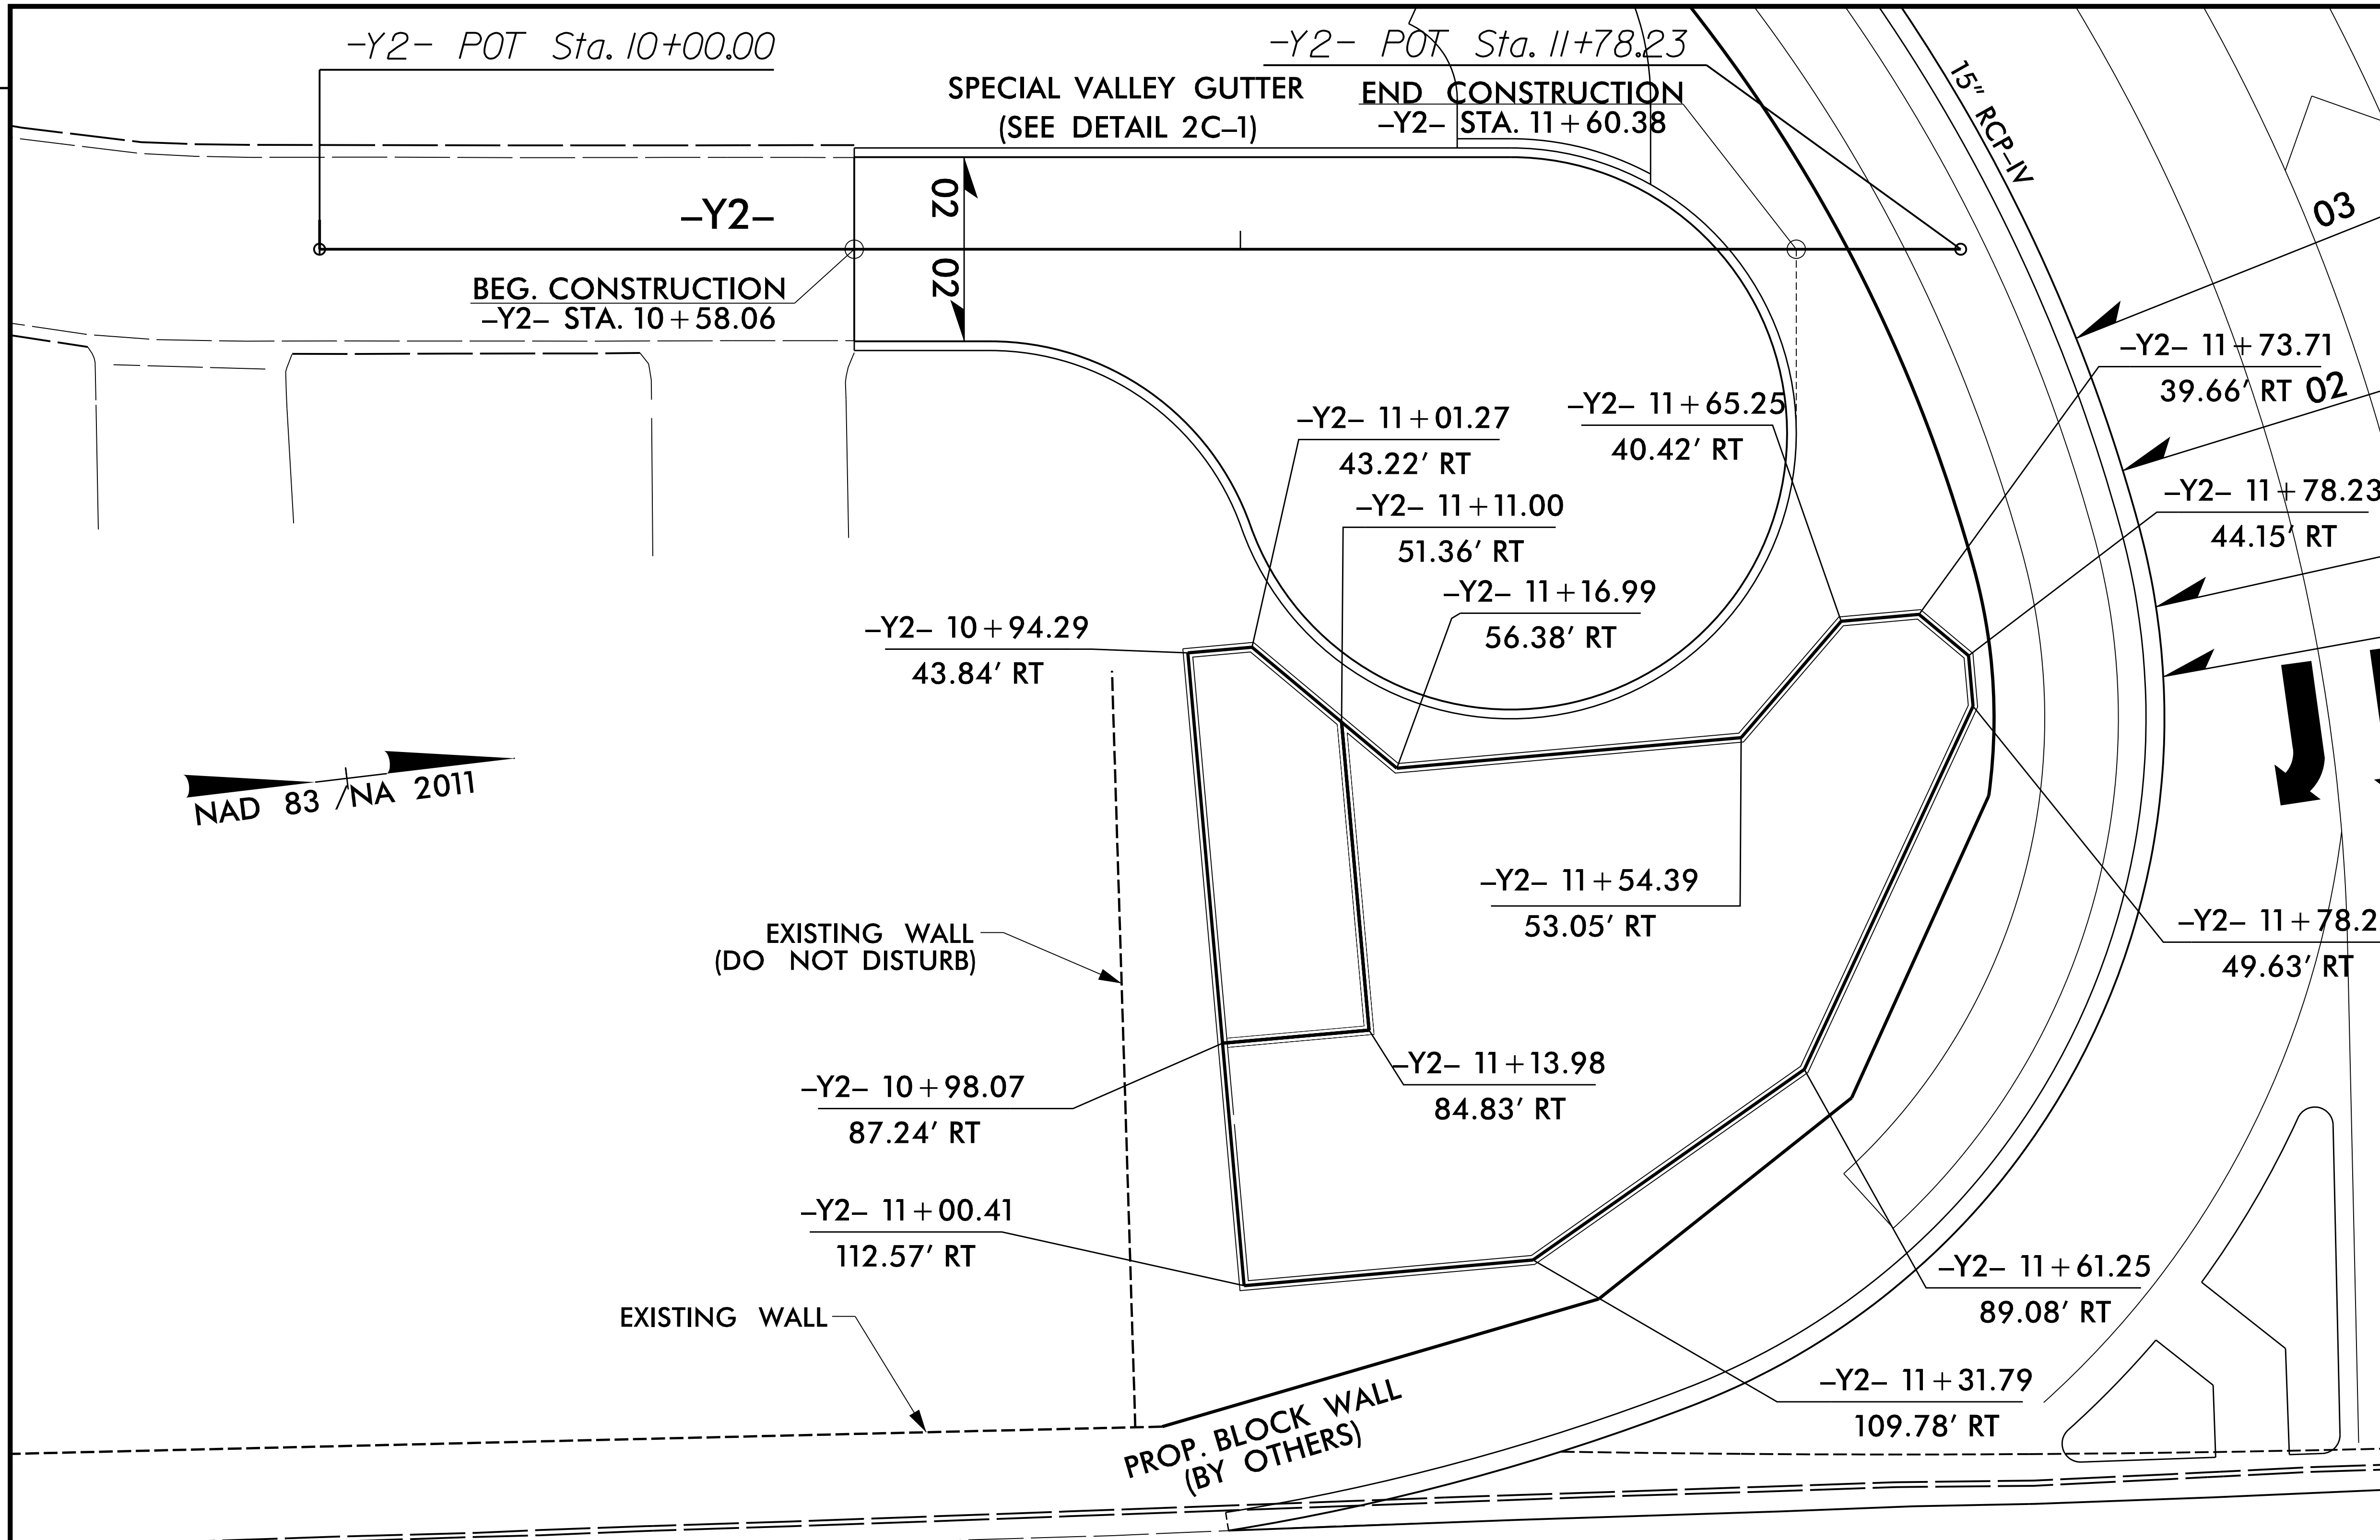 -Y2- POT Sta. 10+00.00
-Y2- POT Sta. 11+78.23
SPECIAL VALLEY GUTTER
(SEE DETAIL 2C-1)
END CONSTRUCTION
-Y2- STA. 11+60.38
15" RCP-IV
-Y2-
02
02
BEG. CONSTRUCTION
-Y2- STA. 10+58.06
03
-Y2- 11+73.71
39.66' RT
02
-Y2- 11+01.27
43.22' RT
-Y2- 11+65.25
40.42' RT
-Y2- 11+11.00
51.36' RT
-Y2- 11+78.23
44.15' RT
-Y2- 11+16.99
56.38' RT
-Y2- 10+94.29
43.84' RT
NAD 83 /NA 2011
-Y2- 11+54.39
53.05' RT
-Y2- 11+78.2
49.63' RT
EXISTING WALL
(DO NOT DISTURB)
-Y2- 11+13.98
84.83' RT
-Y2- 10+98.07
87.24' RT
-Y2- 11+00.41
112.57' RT
-Y2- 11+61.25
89.08' RT
EXISTING WALL
-Y2- 11+31.79
109.78' RT
PROP. BLOCK WALL
(BY OTHERS)